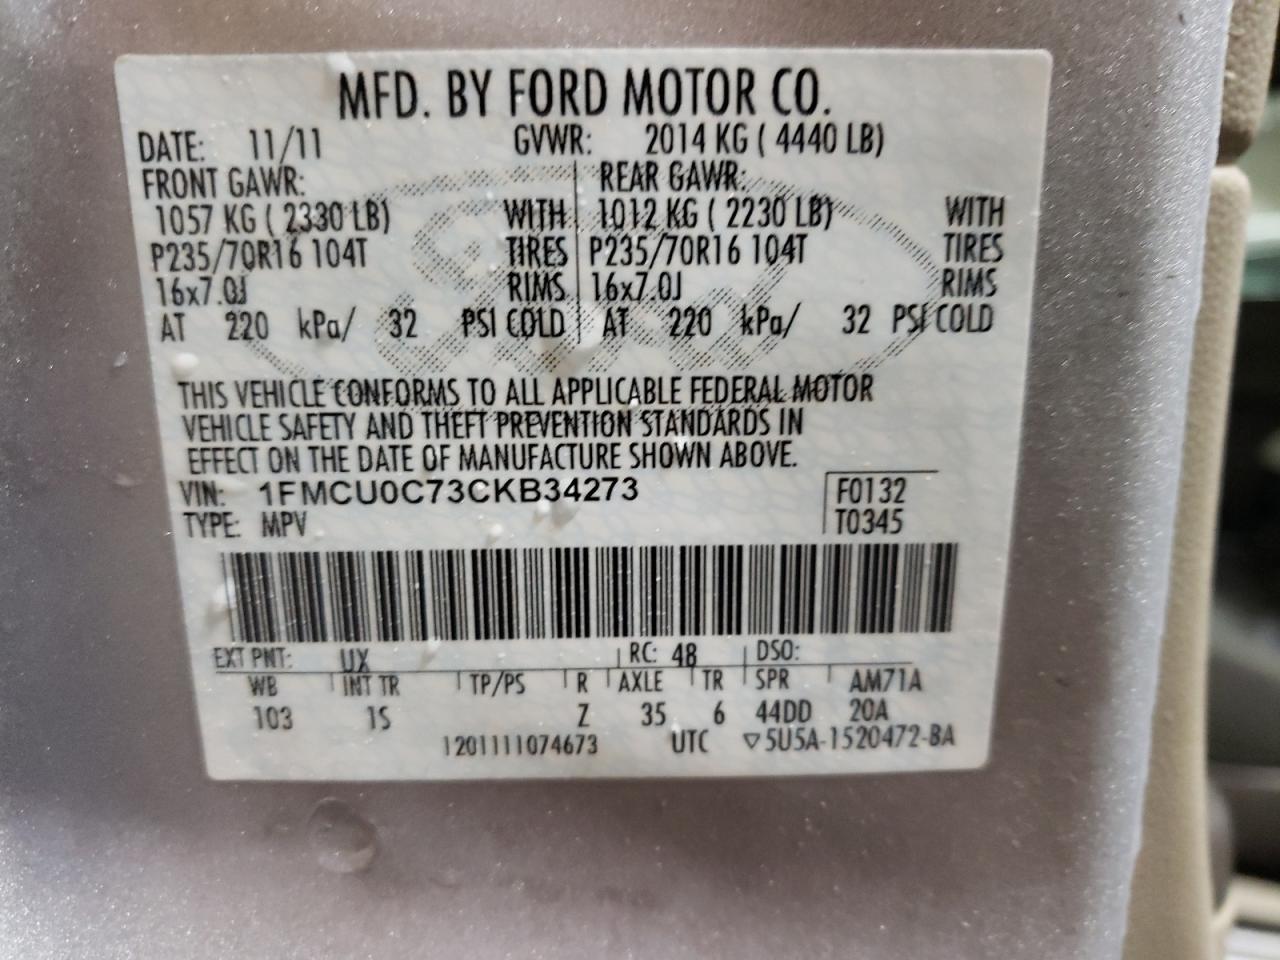 MFD. BY FORD MOTOR CO.
DATE: 11/11 GVWR: 2014 KG ( 4440 LB)
FRONT GAWR: REAR GAWR:
1057 KG ( 2330 LB) WITH 1012 KG ( 2230 LB) WITH
P235/70R16 104T TIRES P235/70R16 104T TIRES
16x7.0J RIMS 16x7.0J RIMS
AT 220 kPa/ 32 PSI COLD AT 220 kPa/ 32 PSI COLD
THIS VEHICLE CONFORMS TO ALL APPLICABLE FEDERAL MOTOR
VEHICLE SAFETY AND THEFT PREVENTION STANDARDS IN
EFFECT ON THE DATE OF MANUFACTURE SHOWN ABOVE.
VIN: 1FMCU0C73CKB34273 F0132
TYPE: MPV T0345
EXT PNT: UX RC: 48 DSO:
WB INT TR TP/PS R AXLE TR SPR AM71A
103 1S Z 35 6 44DD 20A
1201111074673 UTC ▽5U5A-1520472-BA